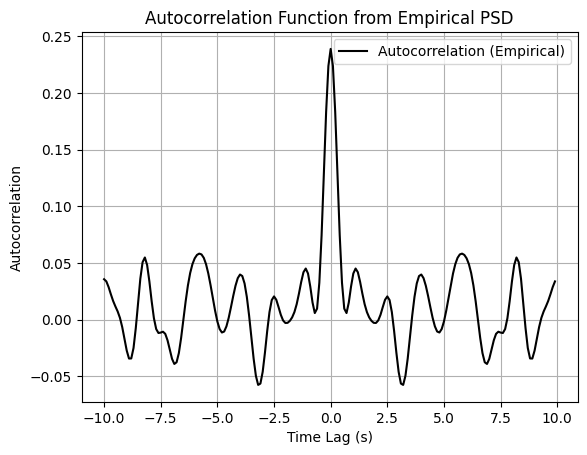 Autocorrelation Function from Empirical PSD
Autocorrelation (Empirical)
0.25
0.20
0.15
0.10
0.05
0.00
−0.05
Autocorrelation
−10.0 −7.5 −5.0 −2.5 0.0 2.5 5.0 7.5 10.0
Time Lag (s)